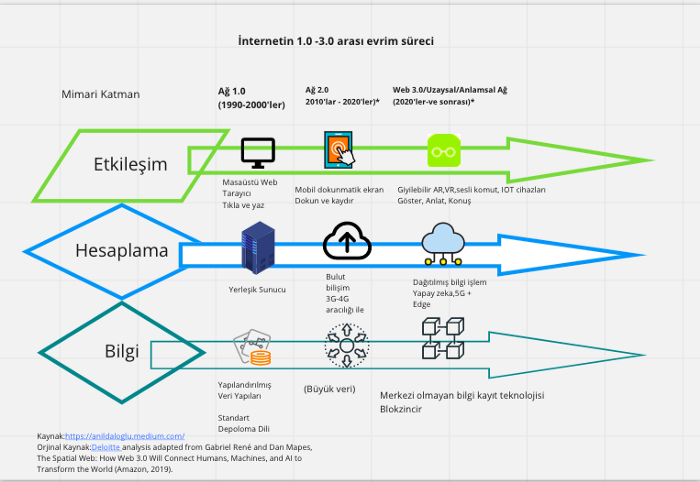 İnternetin 1.0 -3.0 arası evrim süreci
Mimari Katman
Ağ 1.0
(1990-2000'ler)
Ağ 2.0
2010'lar - 2020'ler)*
Web 3.0/Uzaysal/Anlamsal Ağ
(2020'ler-ve sonrası)*
Etkileşim
Masaüstü Web
Tarayıcı
Tıkla ve yaz
Mobil dokunmatik ekran
Dokun ve kaydır
Giyilebilir AR,VR,sesli komut, IOT cihazları
Göster, Anlat, Konuş
Hesaplama
Yerleşik Sunucu
Bulut
bilişim
3G-4G
aracılığı ile
Dağıtılmış bilgi işlem
Yapay zeka,5G +
Edge
Bilgi
Yapılandırılmış
Veri Yapıları
Standart
Depoloma Dili
(Büyük veri)
Merkezi olmayan bilgi kayıt teknolojisi
Blokzincir
Kaynak:https://anildaloglu.medium.com/
Orjinal Kaynak:Deloitte analysis adapted from Gabriel René and Dan Mapes,
The Spatial Web: How Web 3.0 Will Connect Humans, Machines, and AI to
Transform the World (Amazon, 2019).